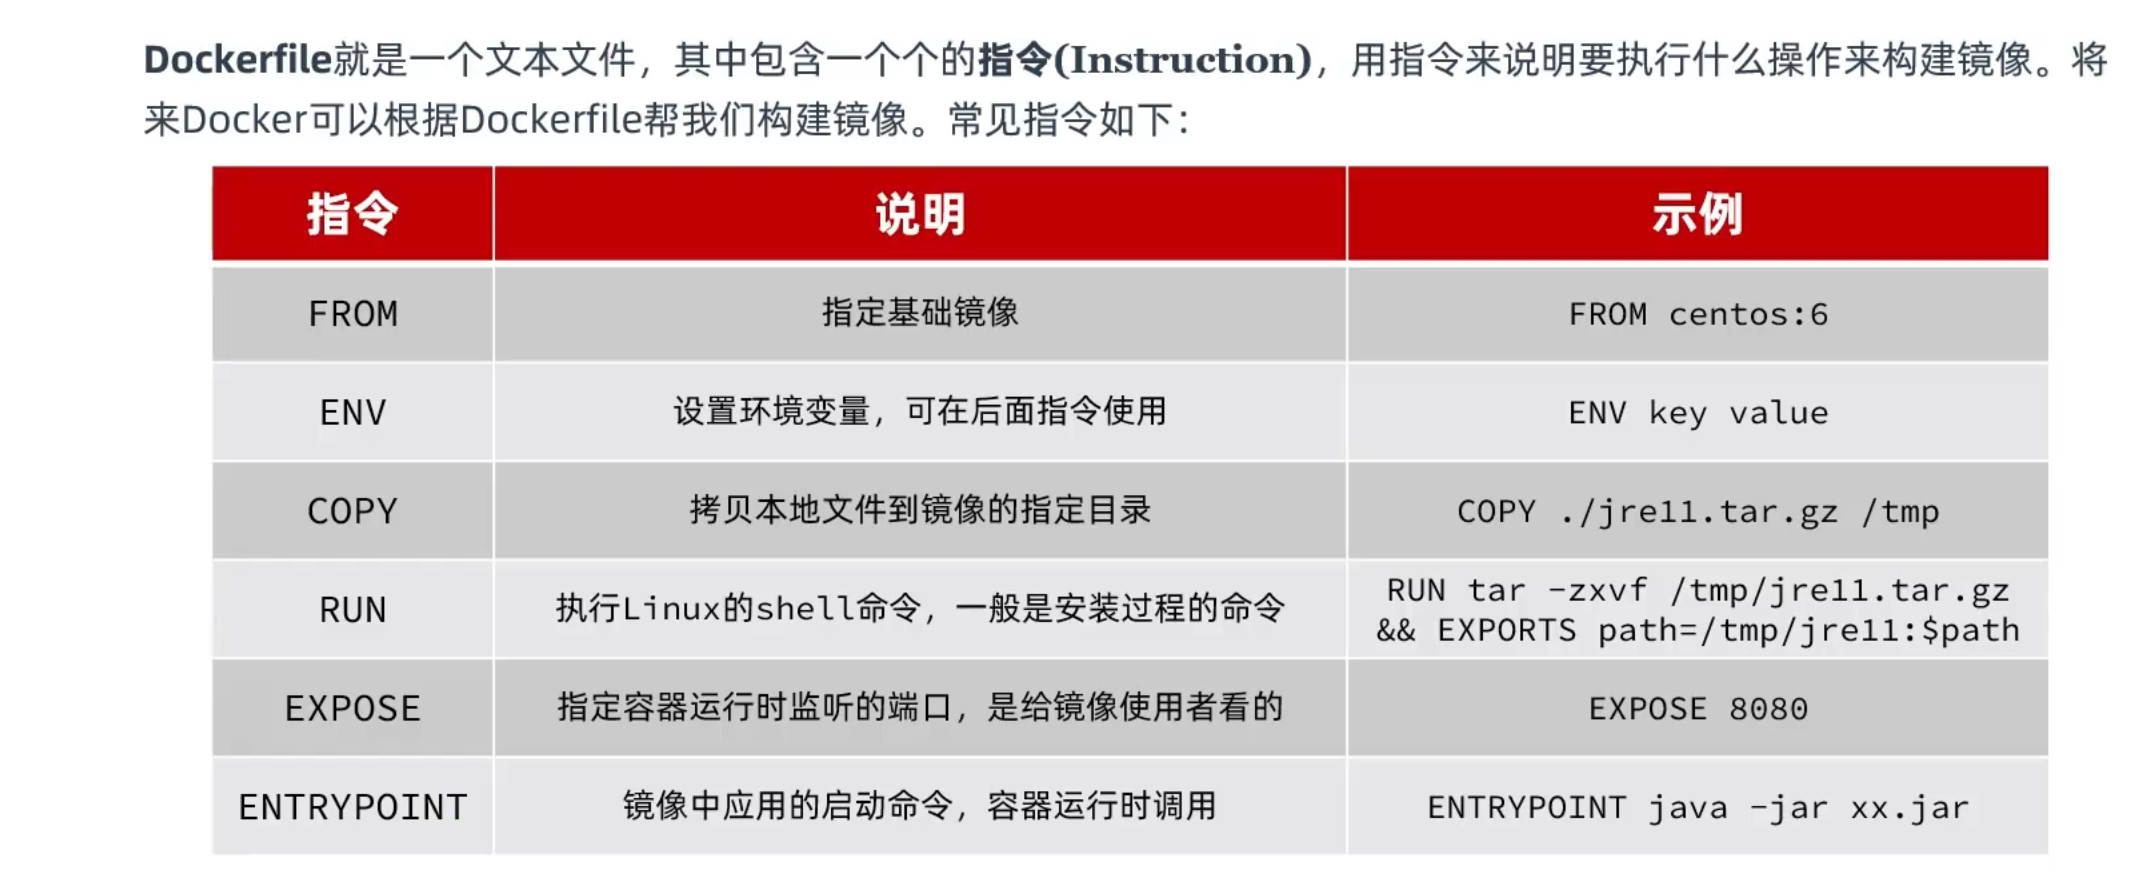 Dockerfile就是一个文本文件，其中包含一个个的指令(Instruction)，用指令来说明要执行什么操作来构建镜像。将
来Docker可以根据Dockerfile帮我们构建镜像。常见指令如下：
指令 说明 示例
FROM 指定基础镜像 FROM centos:6
ENV 设置环境变量，可在后面指令使用 ENV key value
COPY 拷贝本地文件到镜像的指定目录 COPY ./jre11.tar.gz /tmp
RUN 执行Linux的shell命令，一般是安装过程的命令 RUN tar -zxvf /tmp/jre11.tar.gz
&& EXPORTS path=/tmp/jre11:$path
EXPOSE 指定容器运行时监听的端口，是给镜像使用者看的 EXPOSE 8080
ENTRYPOINT 镜像中应用的启动命令，容器运行时调用 ENTRYPOINT java -jar xx.jar